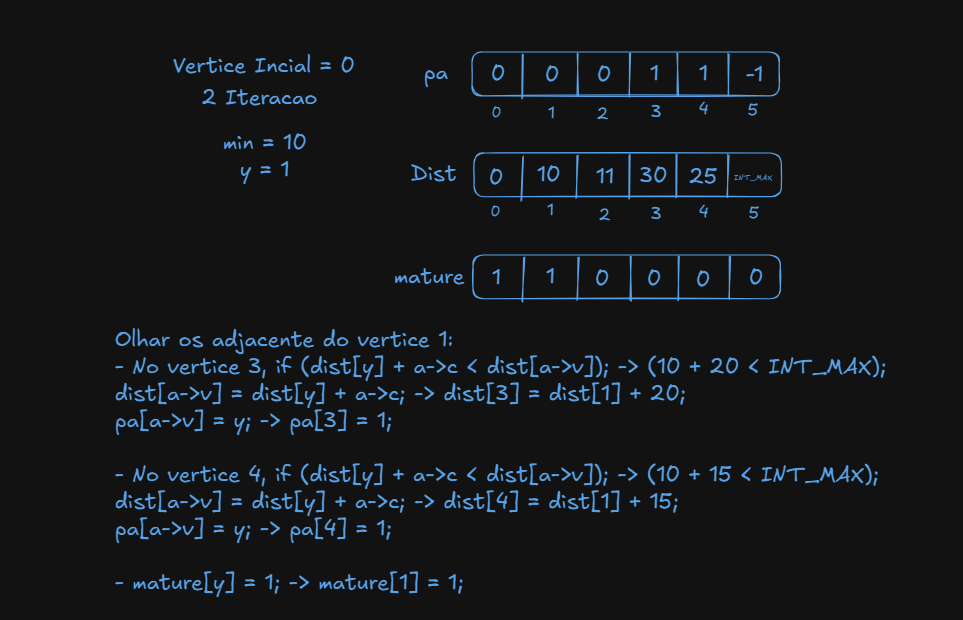 Vertice Incial = 0
2 Iteracao
min = 10
y = 1
pa 0 0 0 1 1 -1
0 1 2 3 4 5
Dist 0 10 11 30 25 INT_MAX
0 1 2 3 4 5
mature 1 1 0 0 0 0
Olhar os adjacente do vertice 1:
- No vertice 3, if (dist[y] + a->c < dist[a->v]); -> (10 + 20 < INT_MAX);
dist[a->v] = dist[y] + a->c; -> dist[3] = dist[1] + 20;
pa[a->v] = y; -> pa[3] = 1;
- No vertice 4, if (dist[y] + a->c < dist[a->v]); -> (10 + 15 < INT_MAX);
dist[a->v] = dist[y] + a->c; -> dist[4] = dist[1] + 15;
pa[a->v] = y; -> pa[4] = 1;
- mature[y] = 1; -> mature[1] = 1;